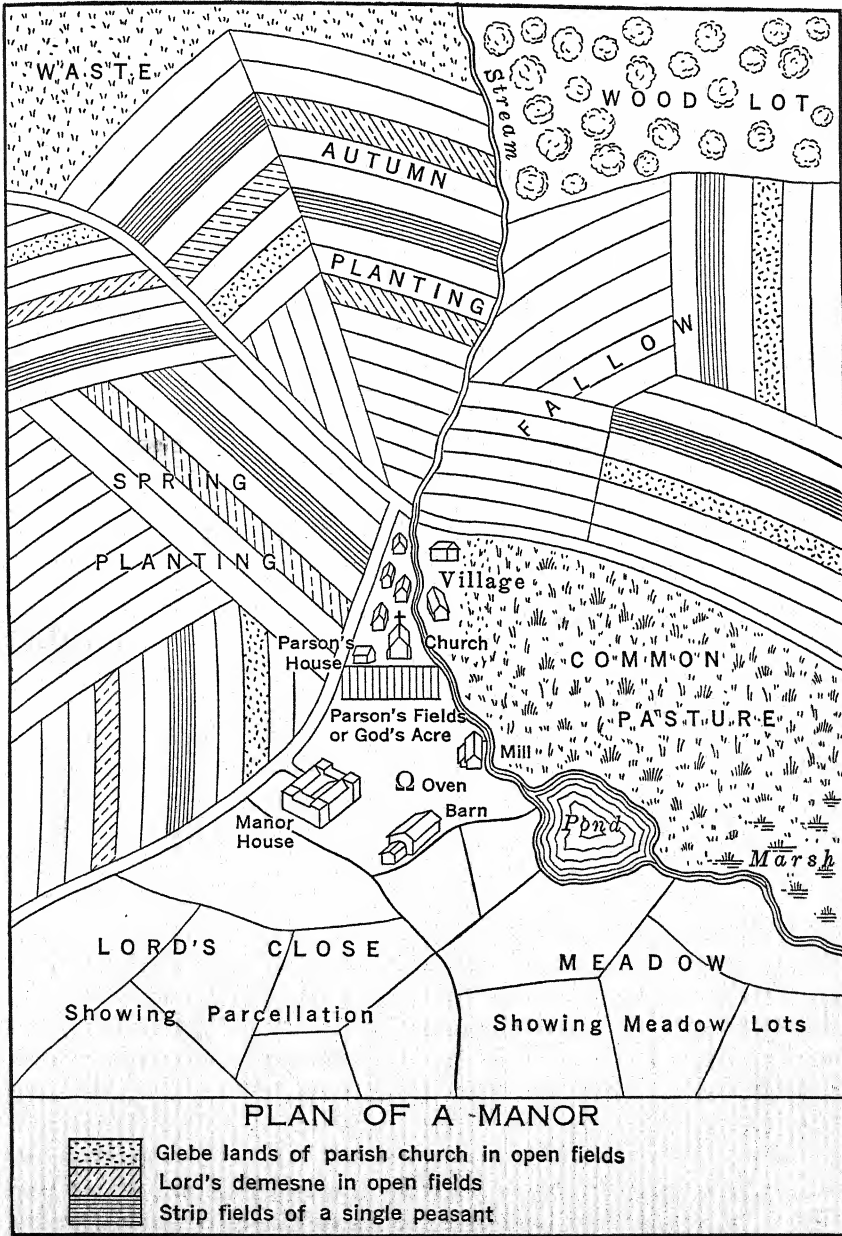 WASTE
Stream
WOOD LOT
AUTUMN
PLANTING
FALLOW
SPRING
PLANTING
Village
Parson's
House
Church
COMMON
PASTURE
Parson's Fields
or God's Acre
Mill
Ω Oven
Barn
Manor
House
Pond
Marsh
LORD'S CLOSE
Showing Parcellation
MEADOW
Showing Meadow Lots
PLAN OF A MANOR
Glebe lands of parish church in open fields
Lord's demesne in open fields
Strip fields of a single peasant